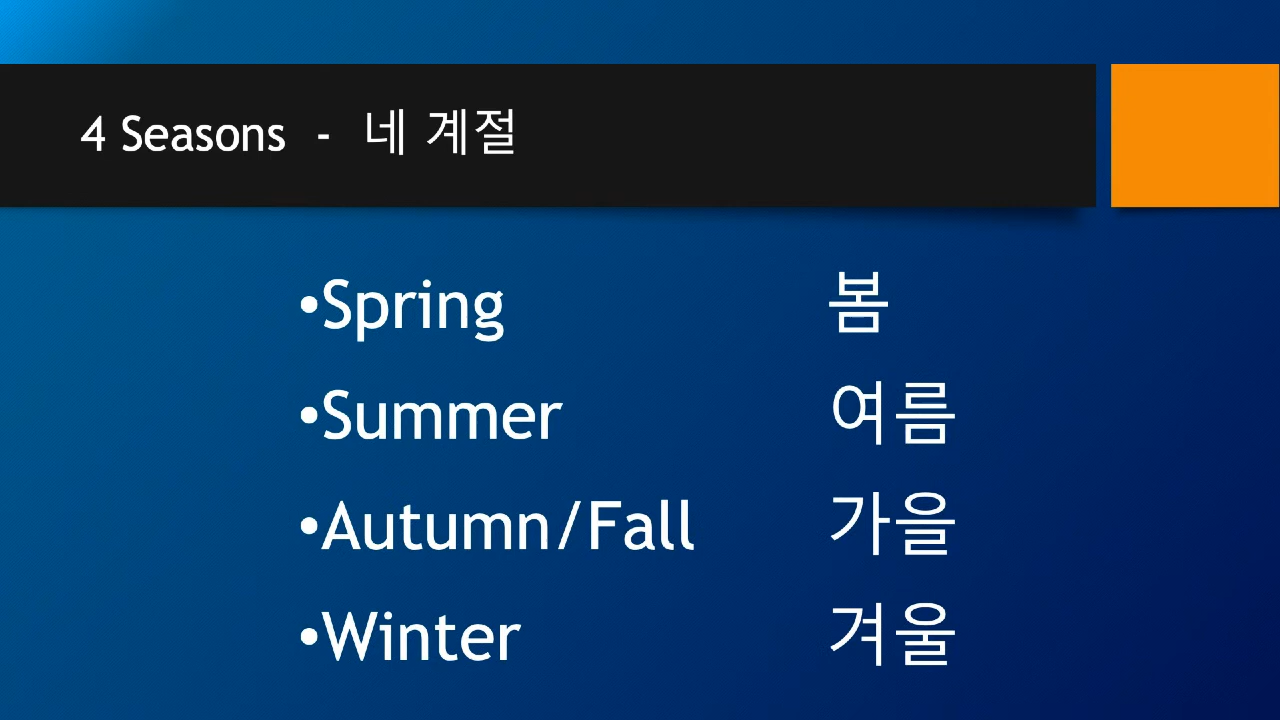 4 Seasons - 네 계절
•Spring 봄
•Summer 여름
•Autumn/Fall 가을
•Winter 겨울